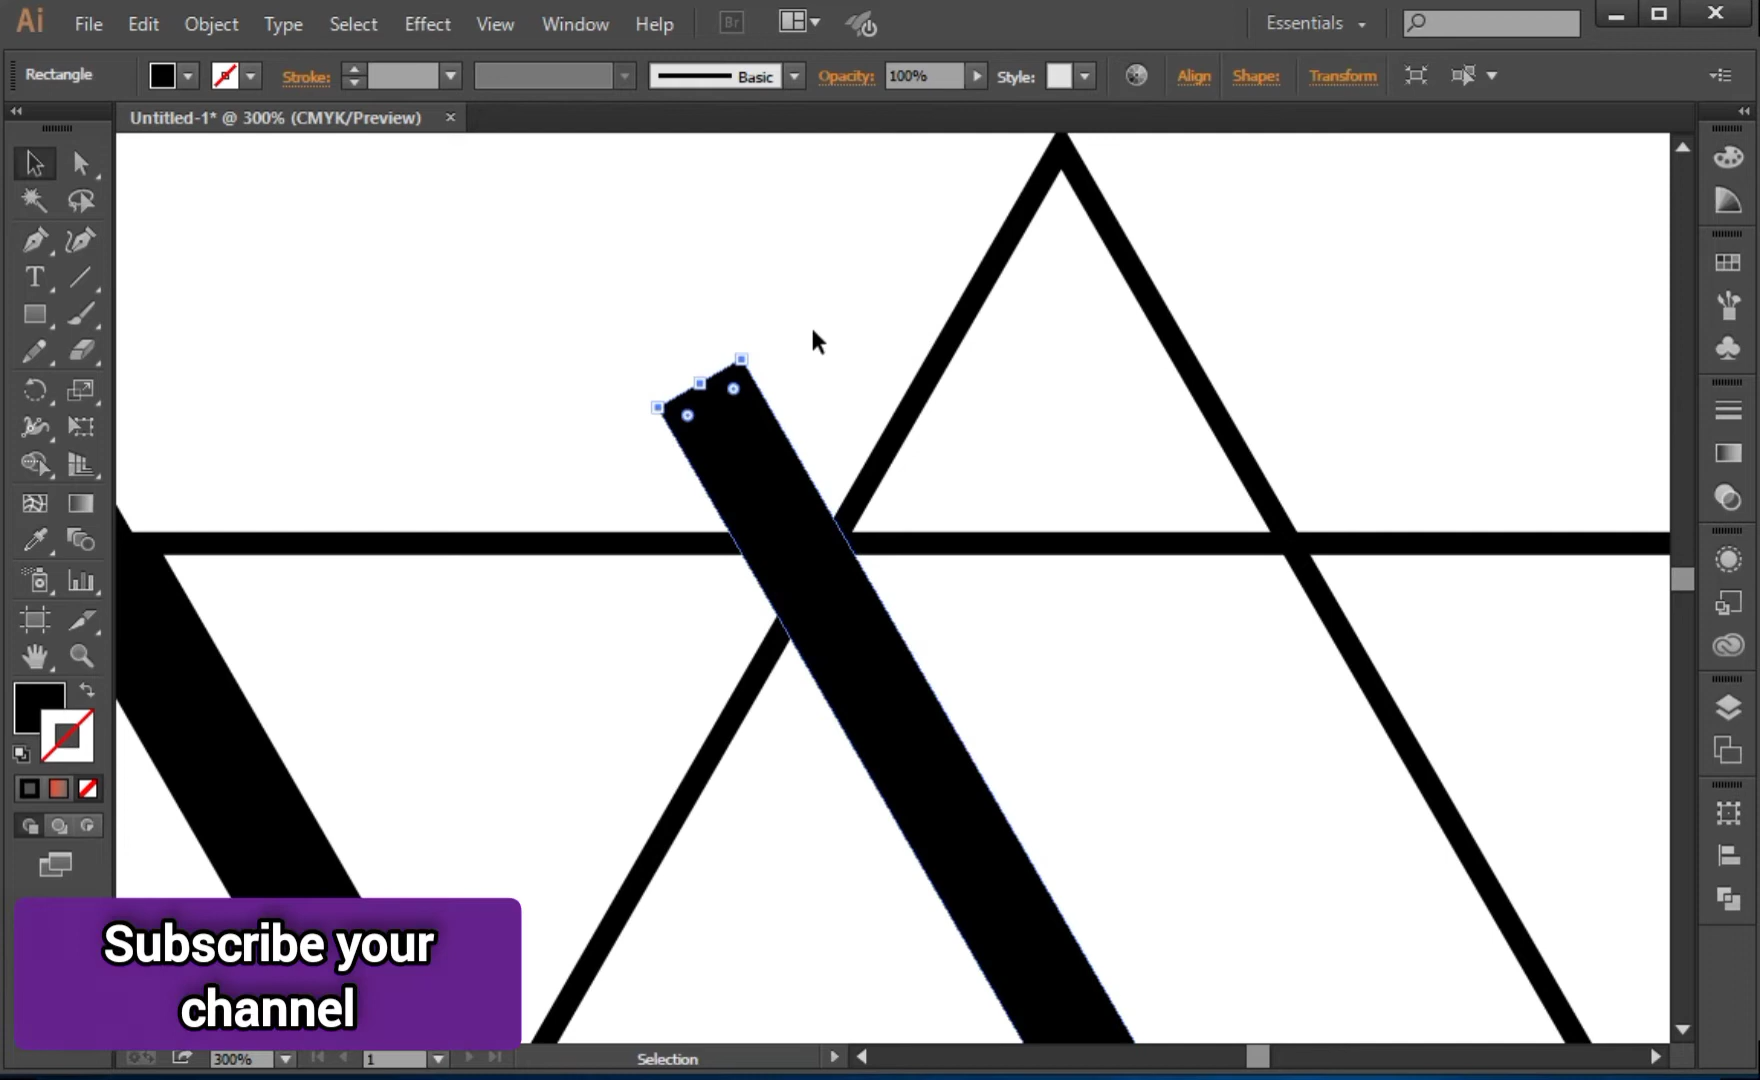 Ai File Edit Object Type Select Effect View Window Help Br Essentials
Rectangle Stroke: Basic Opacity: 100% Style: Align Shape: Transform
Untitled-1* @ 300% (CMYK/Preview) ×
T
Subscribe your
channel
300% 1 Selection